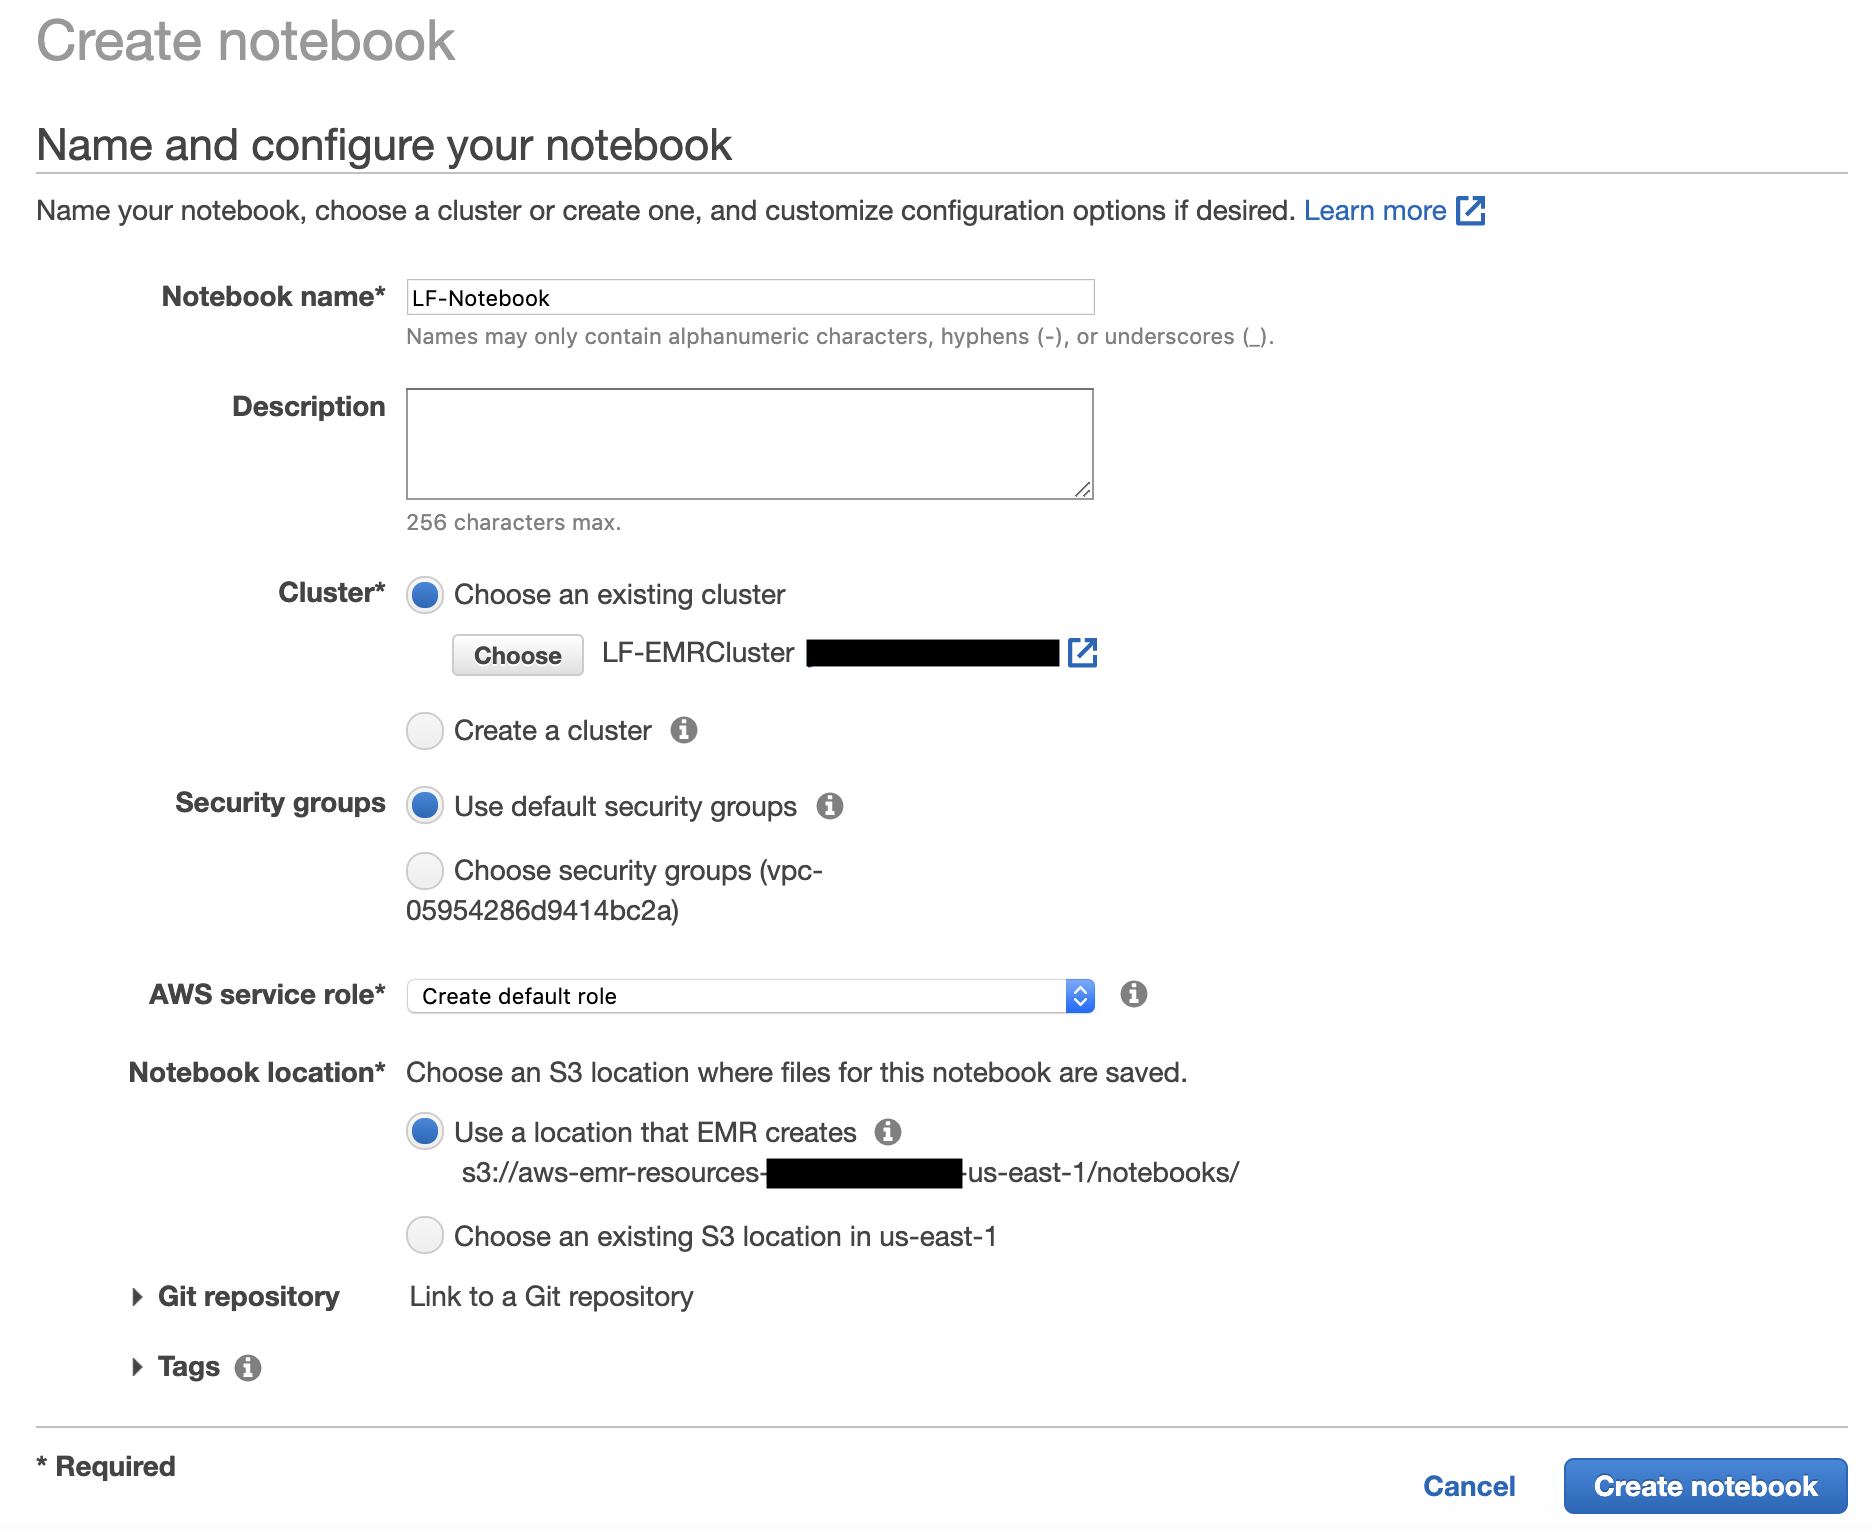 Create notebook
Name and configure your notebook
Name your notebook, choose a cluster or create one, and customize configuration options if desired. Learn more
Notebook name* LF-Notebook
Names may only contain alphanumeric characters, hyphens (-), or underscores (_).
Description
256 characters max.
Cluster* Choose an existing cluster
Choose LF-EMRCluster
Create a cluster
Security groups Use default security groups
Choose security groups (vpc-
05954286d9414bc2a)
AWS service role* Create default role
Notebook location* Choose an S3 location where files for this notebook are saved.
Use a location that EMR creates
s3://aws-emr-resources- -us-east-1/notebooks/
Choose an existing S3 location in us-east-1
Git repository Link to a Git repository
Tags
* Required
Cancel Create notebook